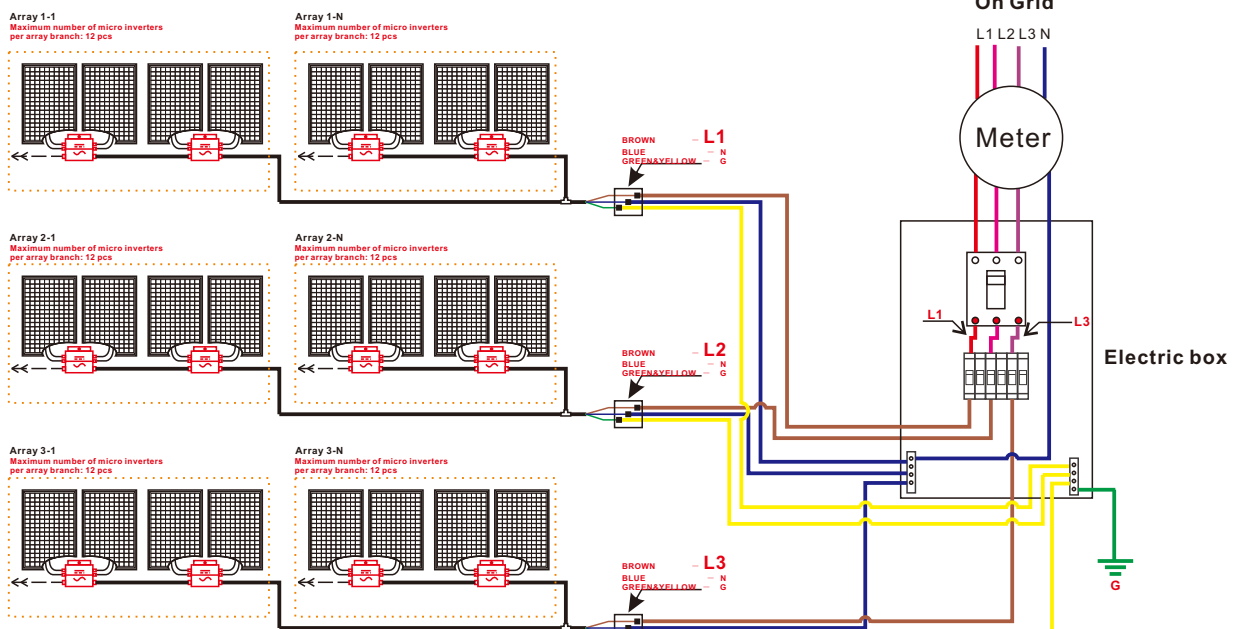 On Grid
L1 L2 L3 N
Meter
Array 1-1
Maximum number of micro inverters
per array branch: 12 pcs
Array 1-N
Maximum number of micro inverters
per array branch: 12 pcs
BROWN – L1
BLUE – N
GREEN&YELLOW – G
Array 2-1
Maximum number of micro inverters
per array branch: 12 pcs
Array 2-N
Maximum number of micro inverters
per array branch: 12 pcs
L1
L3
Electric box
BROWN – L2
BLUE – N
GREEN&YELLOW – G
Array 3-1
Maximum number of micro inverters
per array branch: 12 pcs
Array 3-N
Maximum number of micro inverters
per array branch: 12 pcs
BROWN – L3
BLUE – N
GREEN&YELLOW – G
G